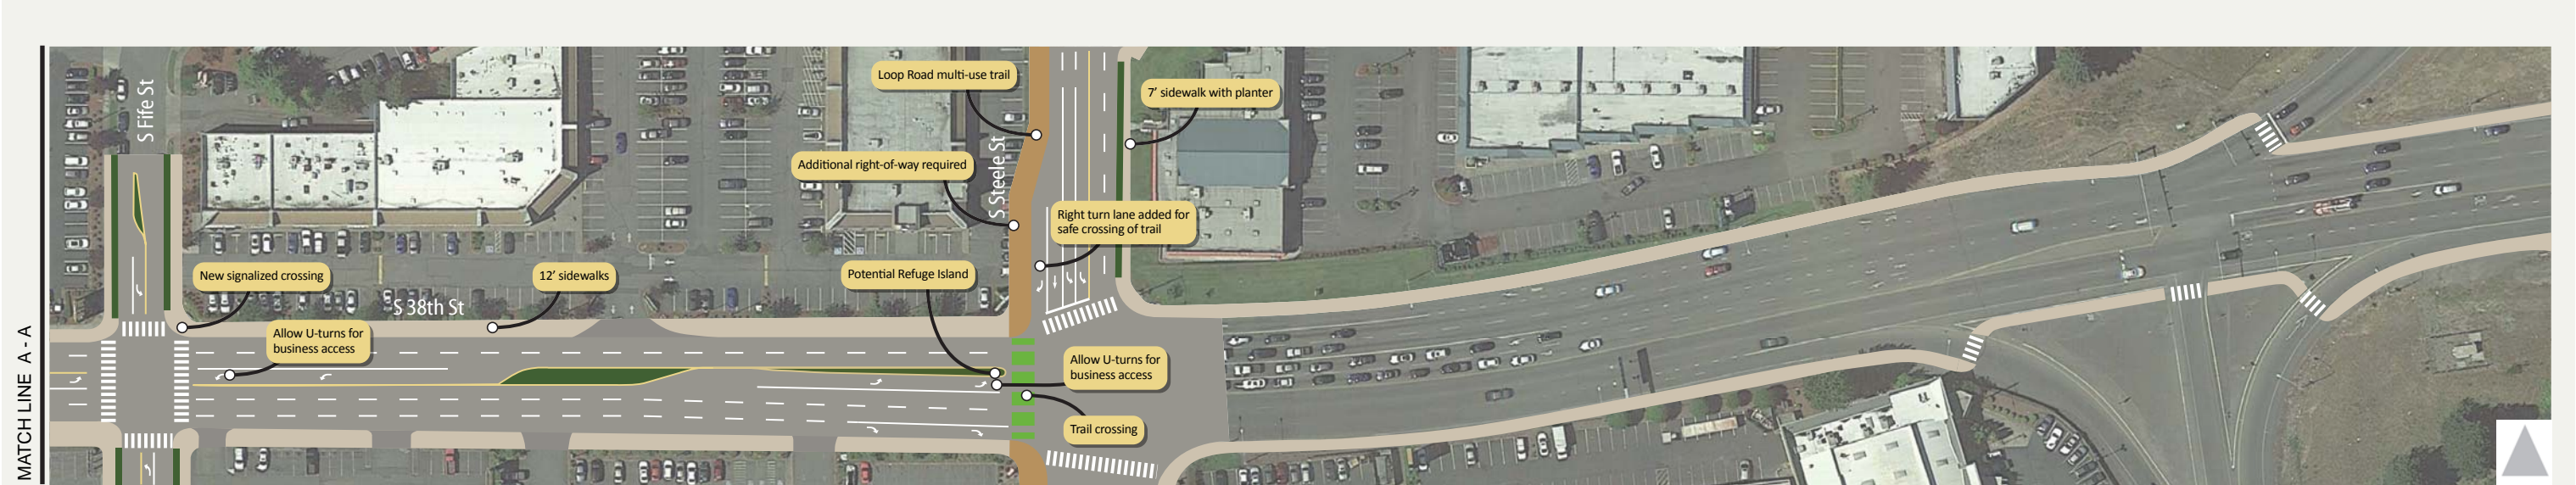 MATCH LINE A - A
S Fife St
Loop Road multi-use trail
7’ sidewalk with planter
Additional right-of-way required
S Steele St
Right turn lane added for
safe crossing of trail
New signalized crossing
12’ sidewalks
Potential Refuge Island
S 38th St
Allow U-turns for
business access
Allow U-turns for
business access
Trail crossing